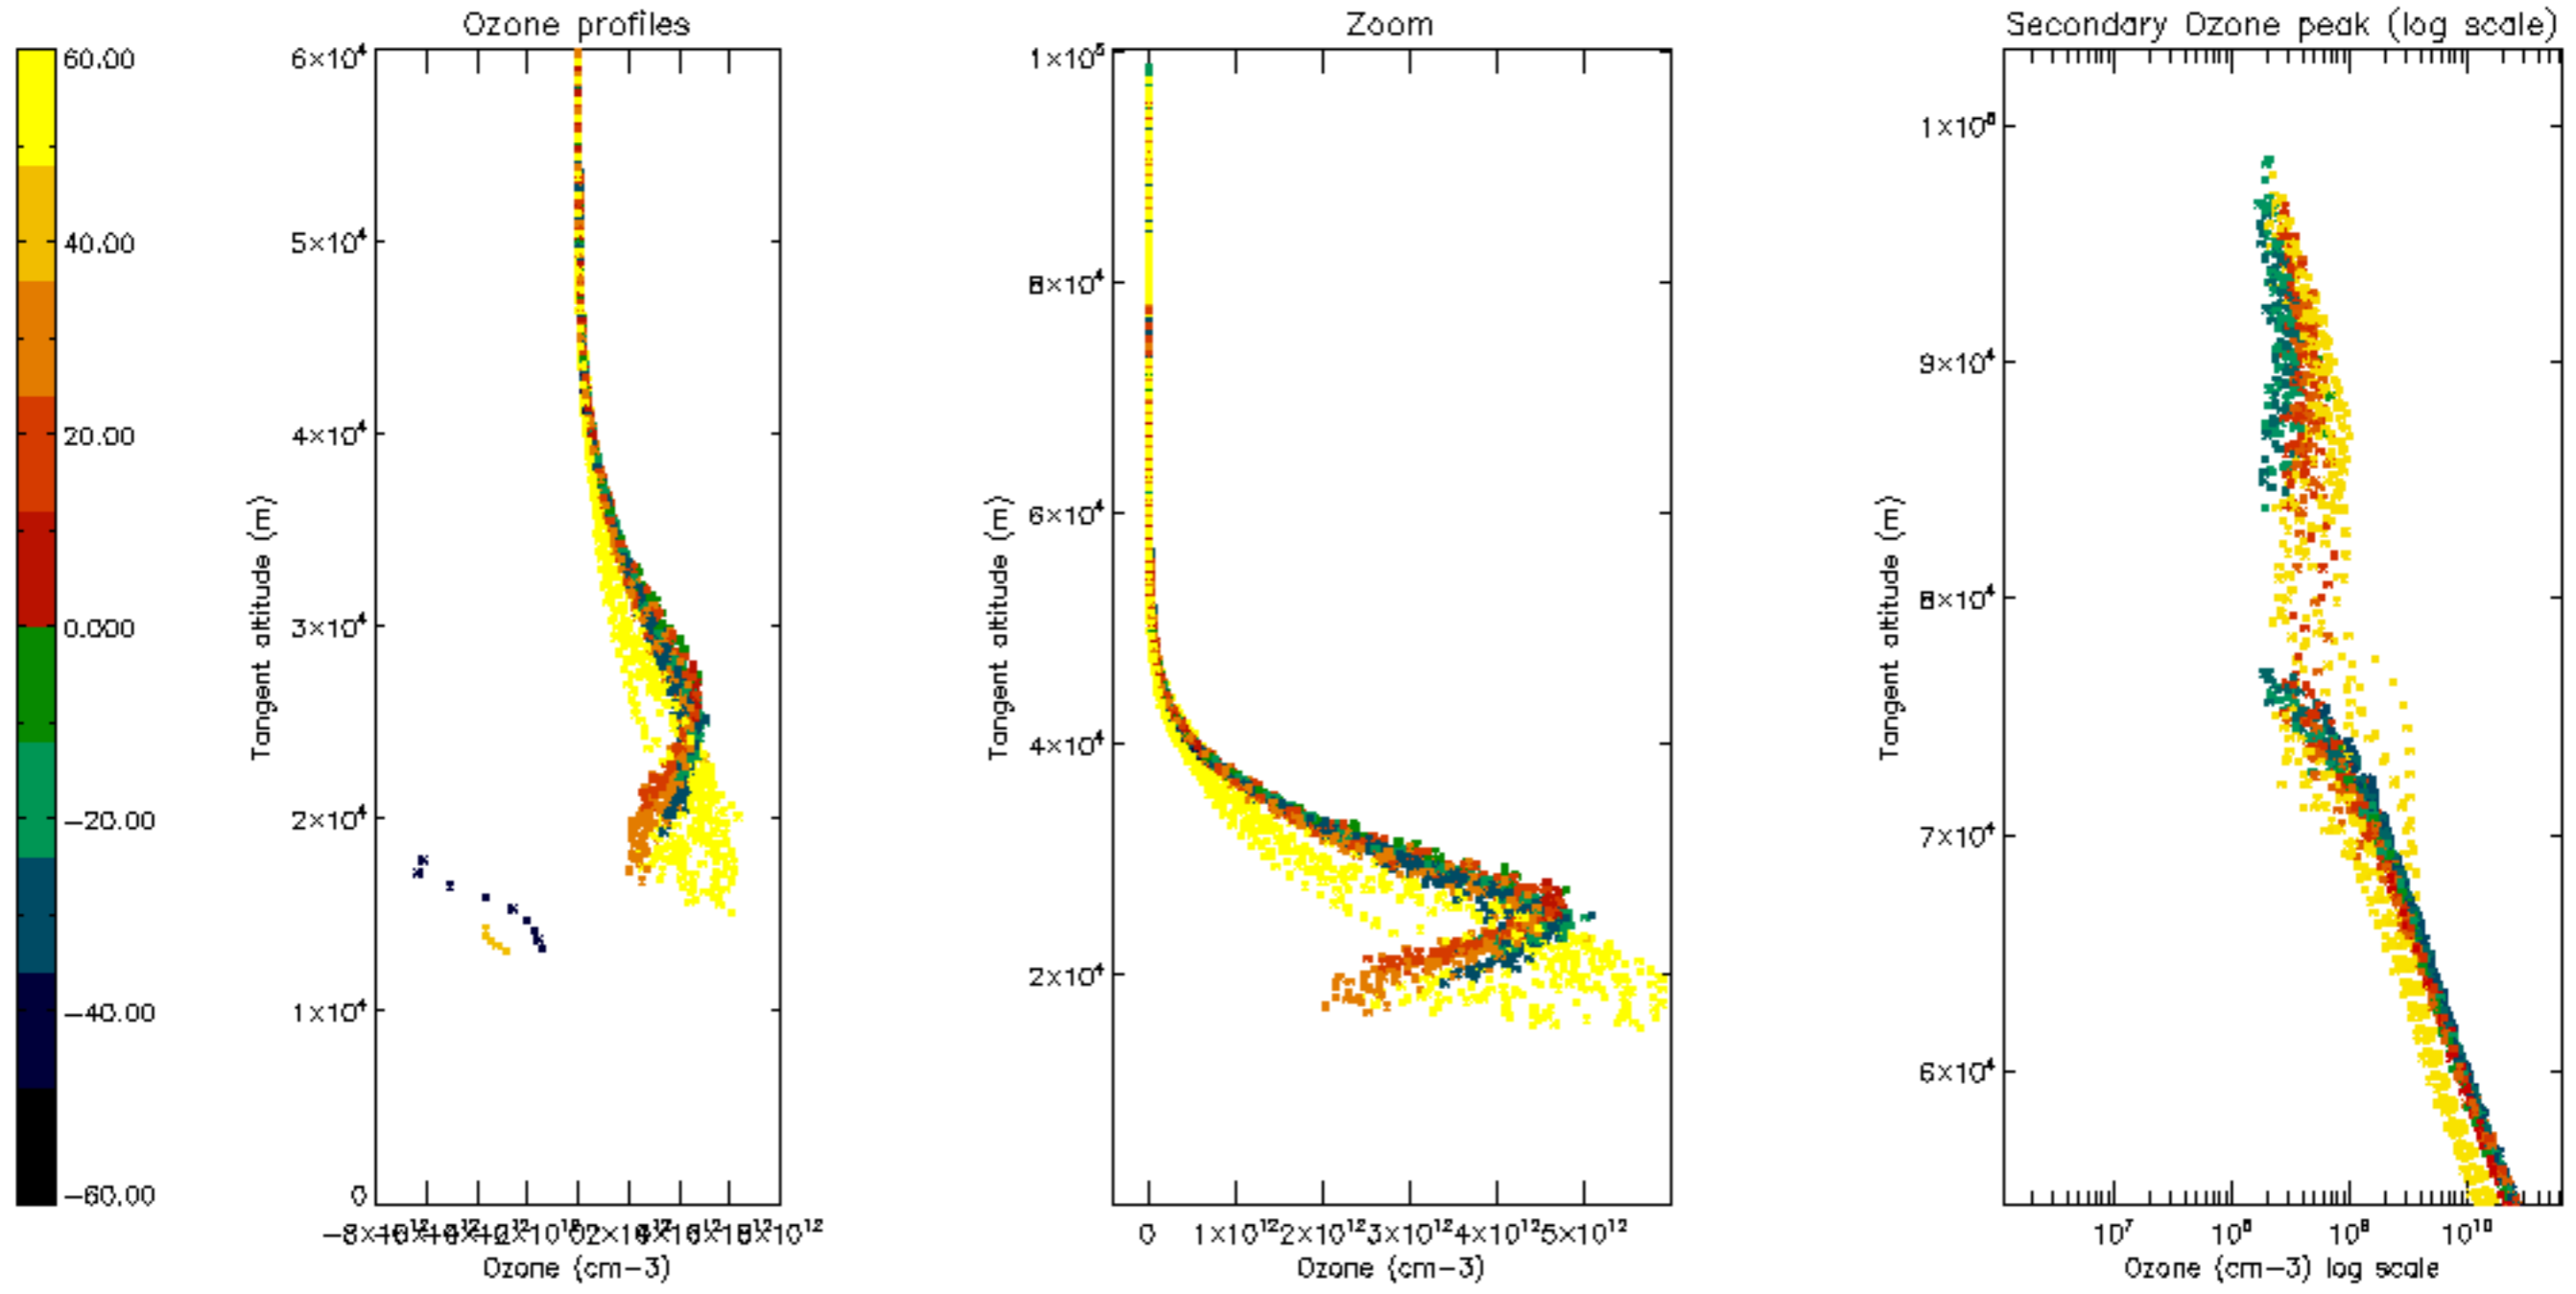 Ozone profiles
Zoom
Secondary Ozone peak (log scale)
60.00
40.00
20.00
0.000
−20.00
−40.00
−60.00
6×10⁴
5×10⁴
4×10⁴
3×10⁴
2×10⁴
1×10⁴
0
Tangent altitude (m)
Ozone (cm−3)
1×10⁵
8×10⁴
6×10⁴
4×10⁴
2×10⁴
Tangent altitude (m)
0 1×10¹² 2×10¹² 3×10¹² 4×10¹² 5×10¹²
Ozone (cm−3)
1×10⁵
9×10⁴
8×10⁴
7×10⁴
6×10⁴
Tangent altitude (m)
10⁷ 10⁸ 10⁹ 10¹⁰
Ozone (cm−3) log scale